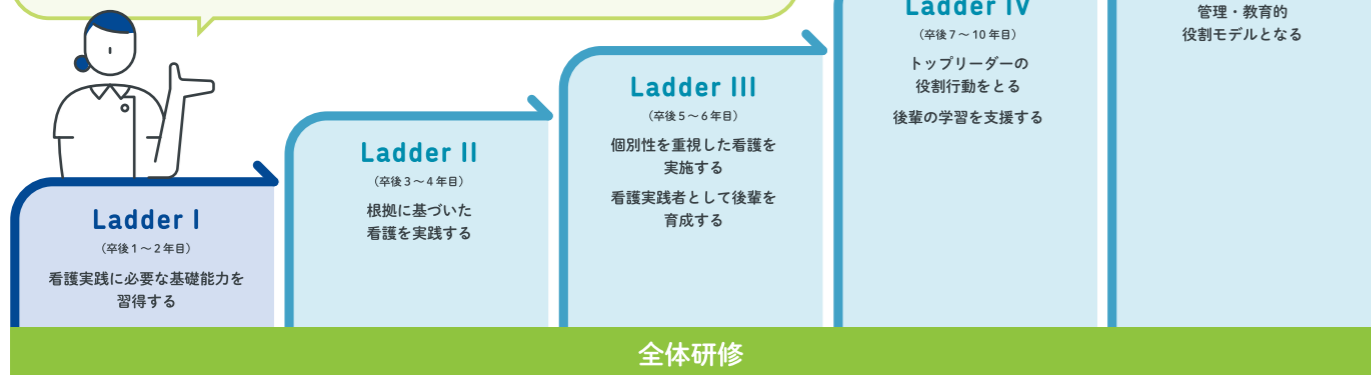 Ladder I
(卒後1～2年目)
看護実践に必要な基礎能力を
習得する
Ladder II
(卒後3～4年目)
根拠に基づいた
看護を実践する
Ladder III
(卒後5～6年目)
個別性を重視した看護を
実施する
看護実践者として後輩を
育成する
Ladder IV
(卒後7～10年目)
トップリーダーの
役割行動をとる
後輩の学習を支援する
管理・教育的
役割モデルとなる
全体研修